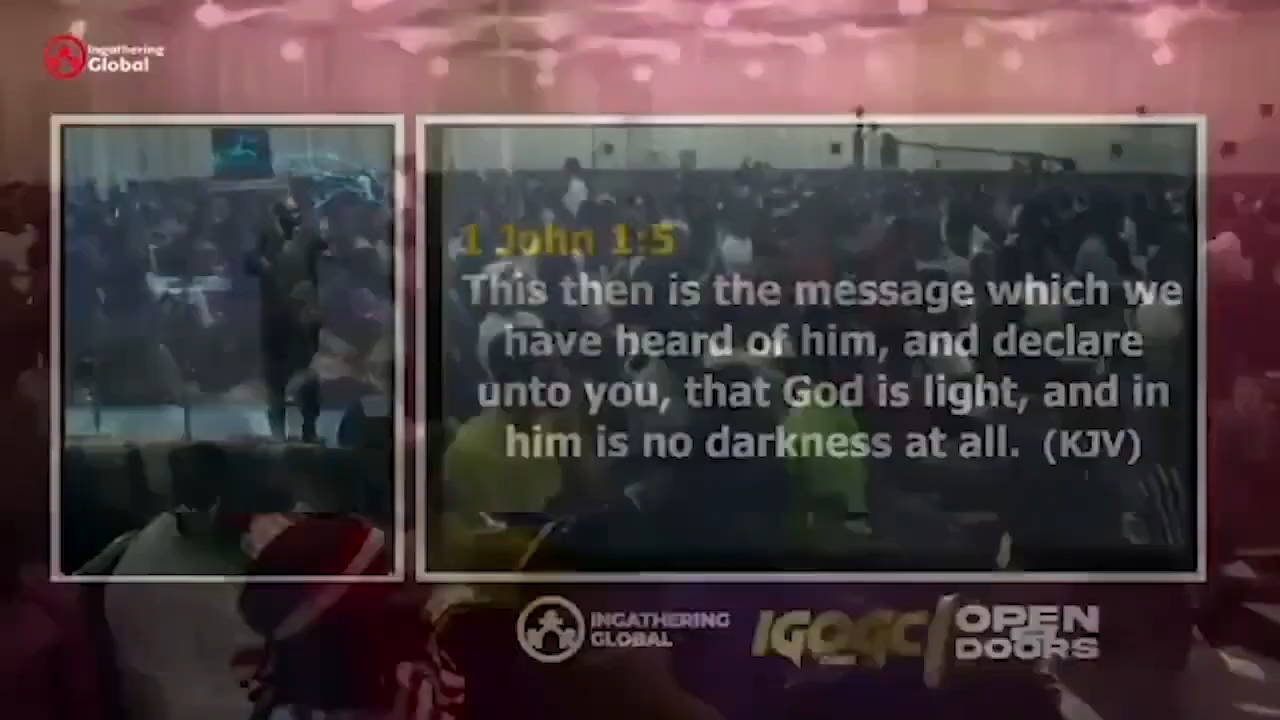 Ingathering
Global
1 John 1:5
This then is the message which we
have heard of him, and declare
unto you, that God is light, and in
him is no darkness at all. (KJV)
INGATHERING
GLOBAL
IGOGC
OPEN
DOORS